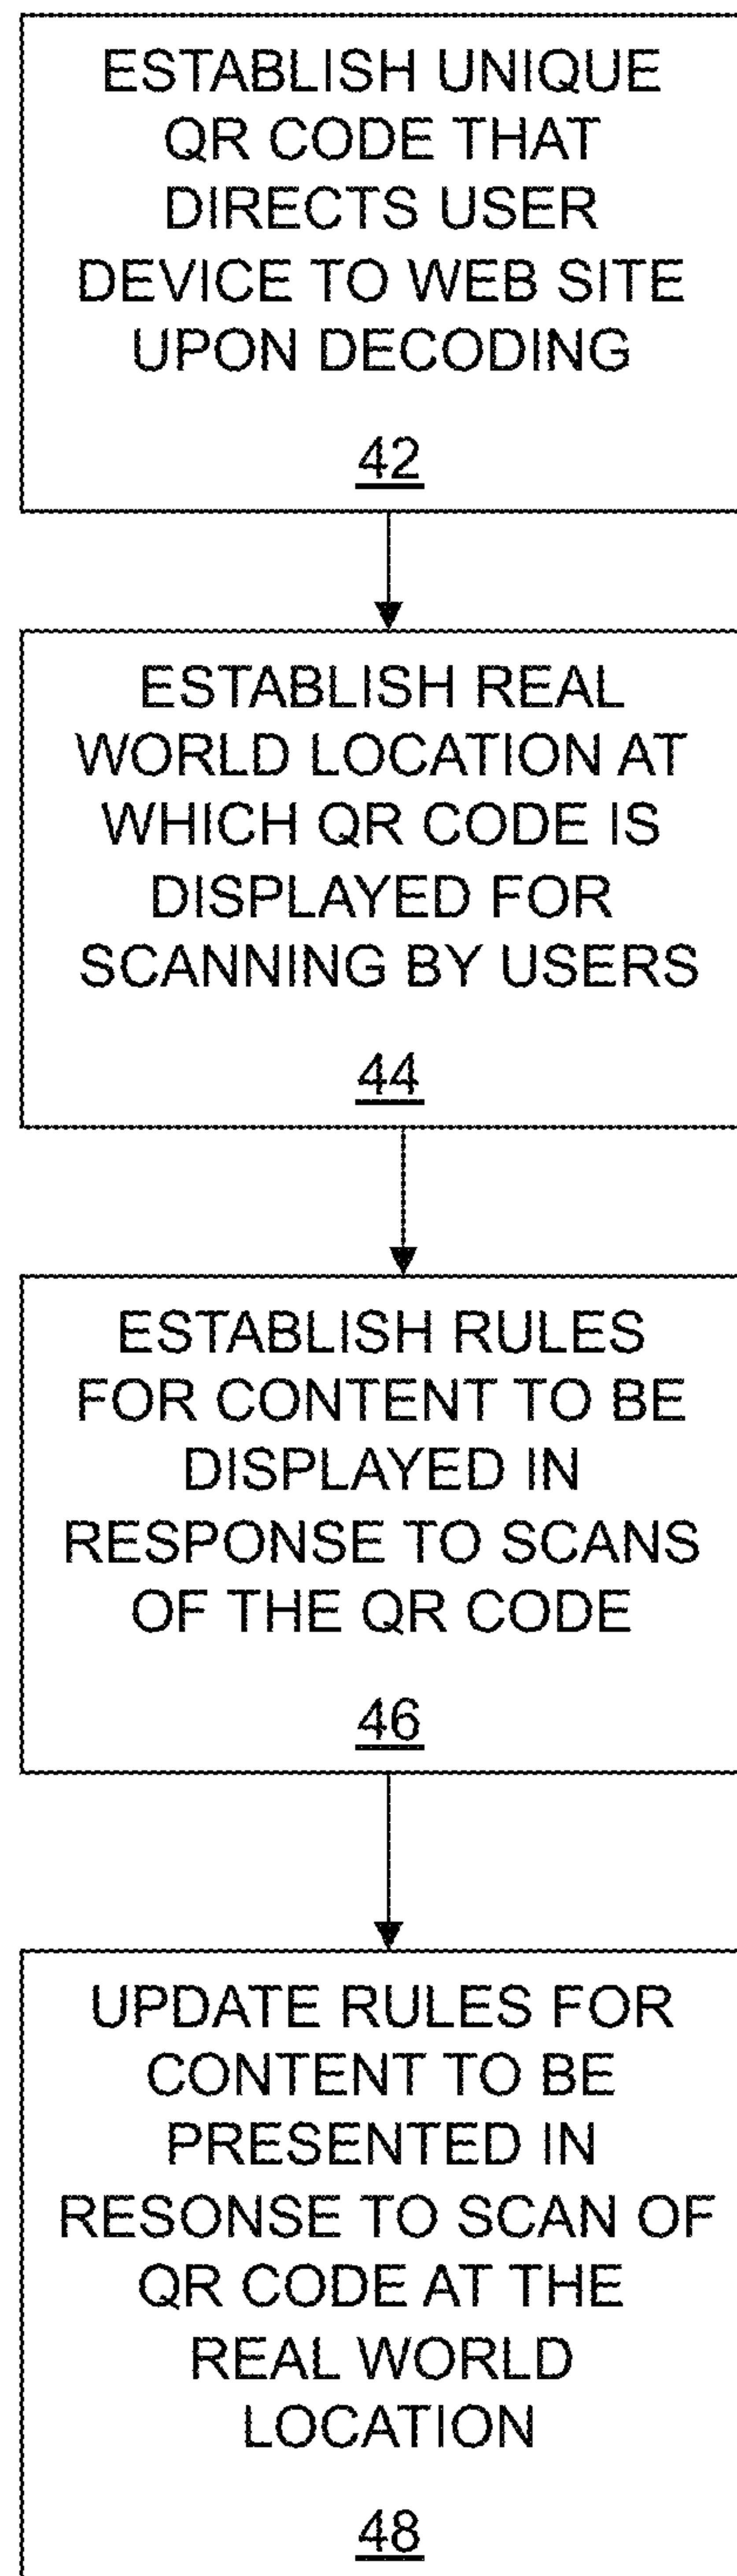 ESTABLISH UNIQUE
QR CODE THAT
DIRECTS USER
DEVICE TO WEB SITE
UPON DECODING
42
ESTABLISH REAL
WORLD LOCATION AT
WHICH QR CODE IS
DISPLAYED FOR
SCANNING BY USERS
44
ESTABLISH RULES
FOR CONTENT TO BE
DISPLAYED IN
RESPONSE TO SCANS
OF THE QR CODE
46
UPDATE RULES FOR
CONTENT TO BE
PRESENTED IN
RESONSE TO SCAN OF
QR CODE AT THE
REAL WORLD
LOCATION
48